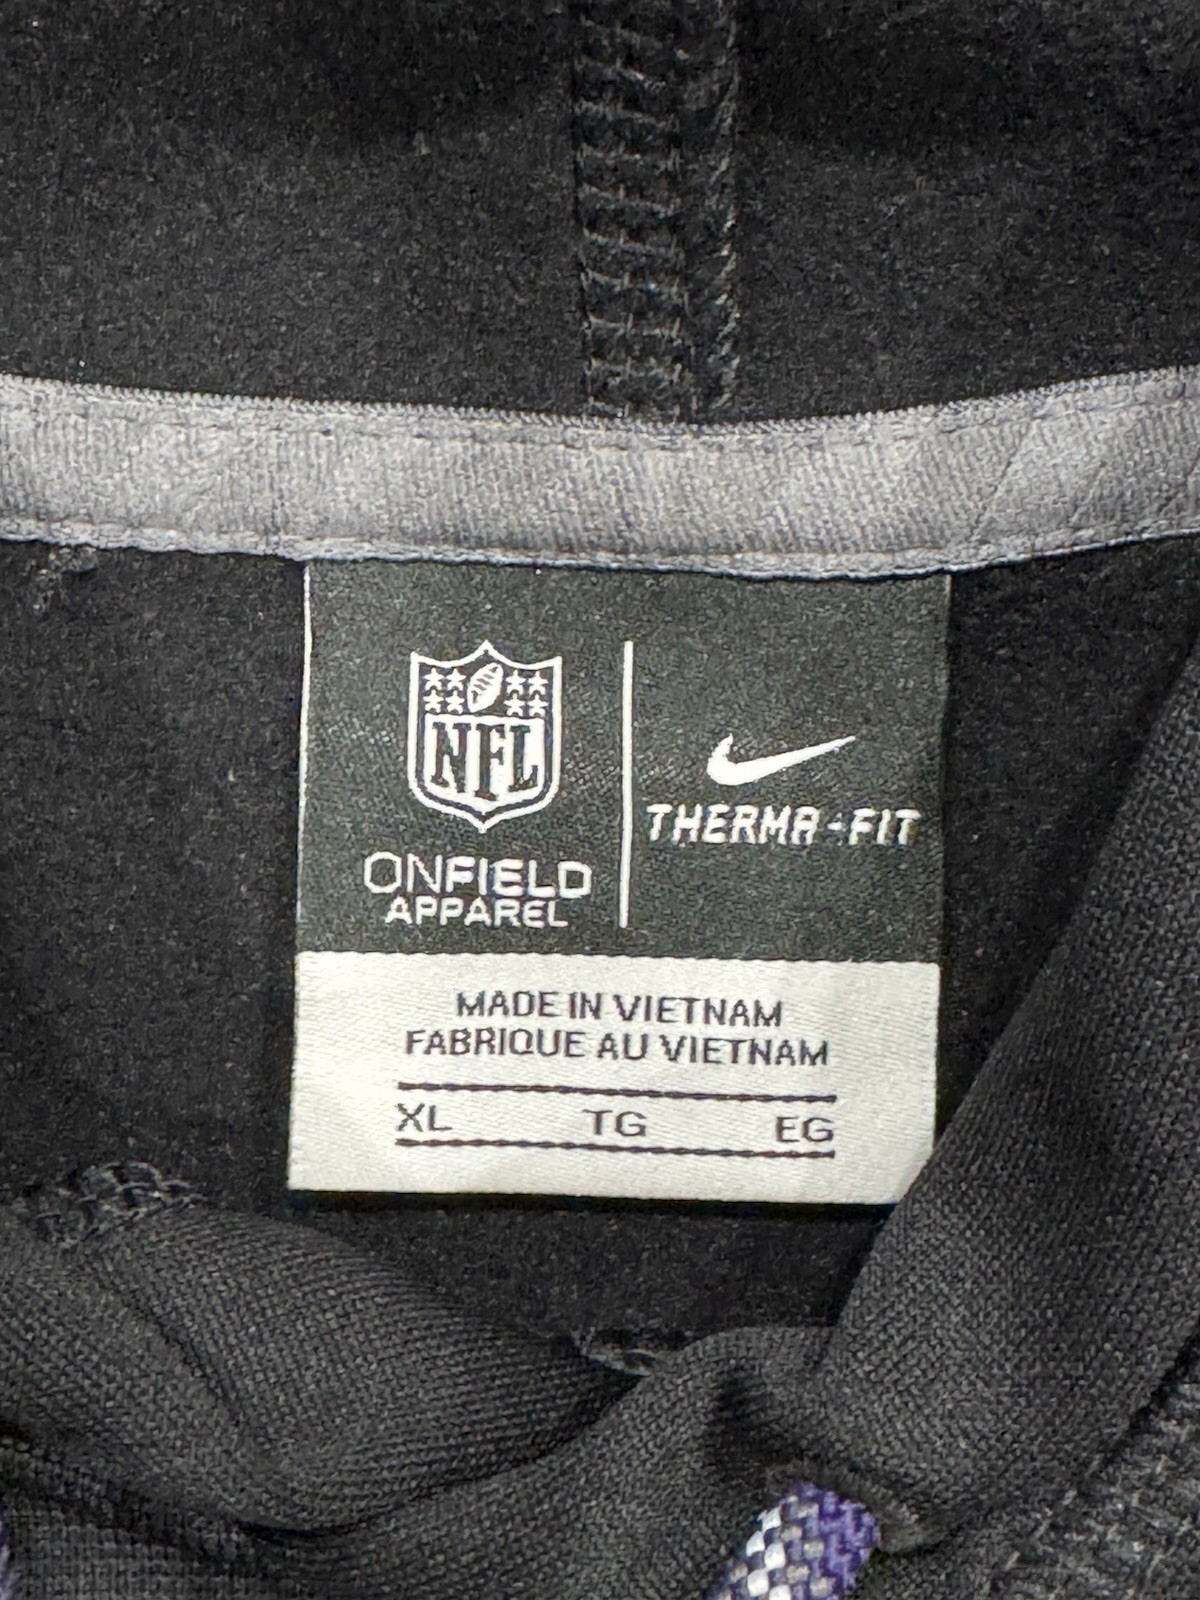 NFL
ONFIELD
APPAREL
THERMA-FIT
MADE IN VIETNAM
FABRIQUE AU VIETNAM
XL TG EG